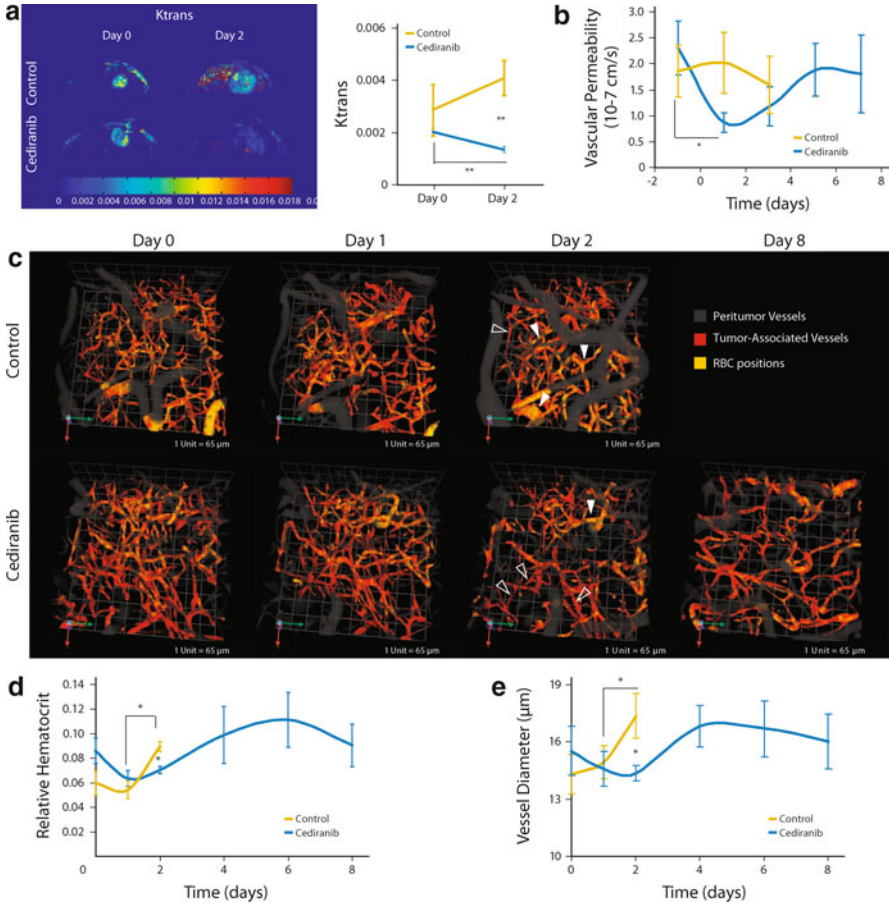 a
Ktrans
Day 0
Day 2
Control
Cediranib
0 0.002 0.004 0.006 0.008 0.010 0.012 0.014 0.016 0.018 0.0
0.006
0.004
0.002
0
Ktrans
Control
Cediranib
**
**
Day 0
Day 2
b
2.5
2.0
1.5
1.0
0.5
0.0
Vascular Permeability
(10-7 cm/s)
*
Control
Cediranib
-2 0 2 4 6 8
Time (days)
Day 0
Day 1
Day 2
Day 8
c
Control
Peritumor Vessels
Tumor-Associated Vessels
RBC positions
1 Unit = 65 µm
1 Unit = 65 µm
1 Unit = 65 µm
Cediranib
1 Unit = 65 µm
1 Unit = 65 µm
1 Unit = 65 µm
1 Unit = 65 µm
d
0.14
0.12
0.10
0.08
0.06
0.04
0.02
Relative Hematocrit
*
*
Control
Cediranib
0 2 4 6 8
Time (days)
e
19
16
13
10
Vessel Diameter (µm)
*
*
Control
Cediranib
0 2 4 6 8
Time (days)